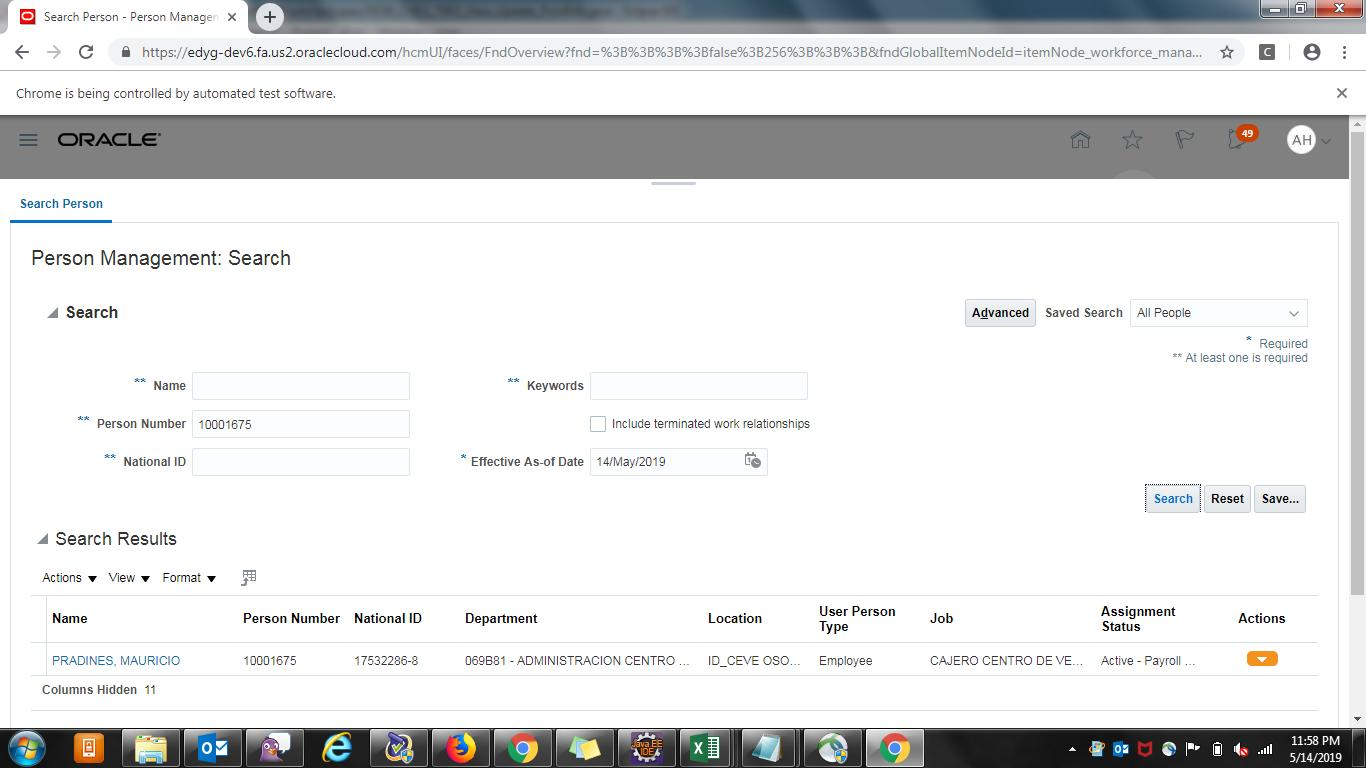 Search Person - Person Managem
https://edyg-dev6.fa.us2.oraclecloud.com/hcmUI/faces/FndOverview?fnd=%3B%3B%3B%3Bfalse%3B256%3B%3B%3B&fndGlobalItemNodeId=itemNode_workforce_mana...
C
Chrome is being controlled by automated test software.
ORACLE
49
AH
Search Person
Person Management: Search
Search
Advanced Saved Search All People
* Required
** At least one is required
** Name
** Keywords
** Person Number 10001675
Include terminated work relationships
** National ID
* Effective As-of Date 14/May/2019
Search Reset Save...
Search Results
Actions View Format
Name Person Number National ID Department Location User Person Type Job Assignment Status Actions
PRADINES, MAURICIO 10001675 17532286-8 069B81 - ADMINISTRACION CENTRO ... ID_CEVE OSO... Employee CAJERO CENTRO DE VE... Active - Payroll ...
Columns Hidden 11
Java EE
IDE
11:58 PM
5/14/2019